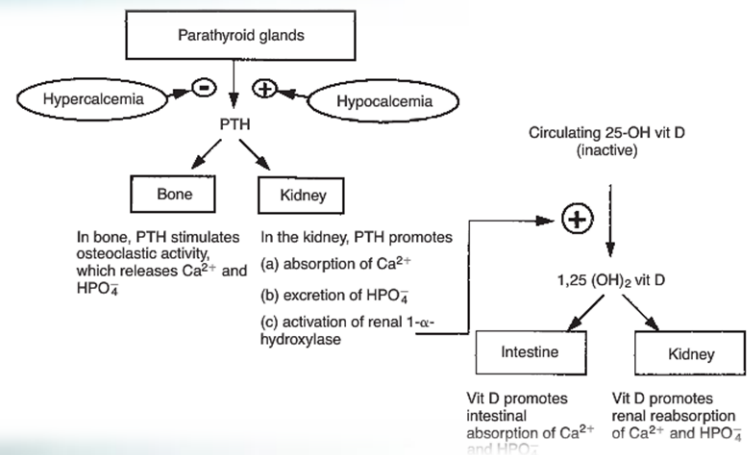 Parathyroid glands
Hypercalcemia
-
+
Hypocalcemia
PTH
Bone
Kidney
In bone, PTH stimulates
osteoclastic activity,
which releases Ca²⁺ and
HPO₄⁻
In the kidney, PTH promotes
(a) absorption of Ca²⁺
(b) excretion of HPO₄⁻
(c) activation of renal 1-α-
hydroxylase
Circulating 25-OH vit D
(inactive)
+
1,25 (OH)₂ vit D
Intestine
Kidney
Vit D promotes
intestinal
absorption of Ca²⁺
and HPO₄⁻
Vit D promotes
renal reabsorption
of Ca²⁺ and HPO₄⁻